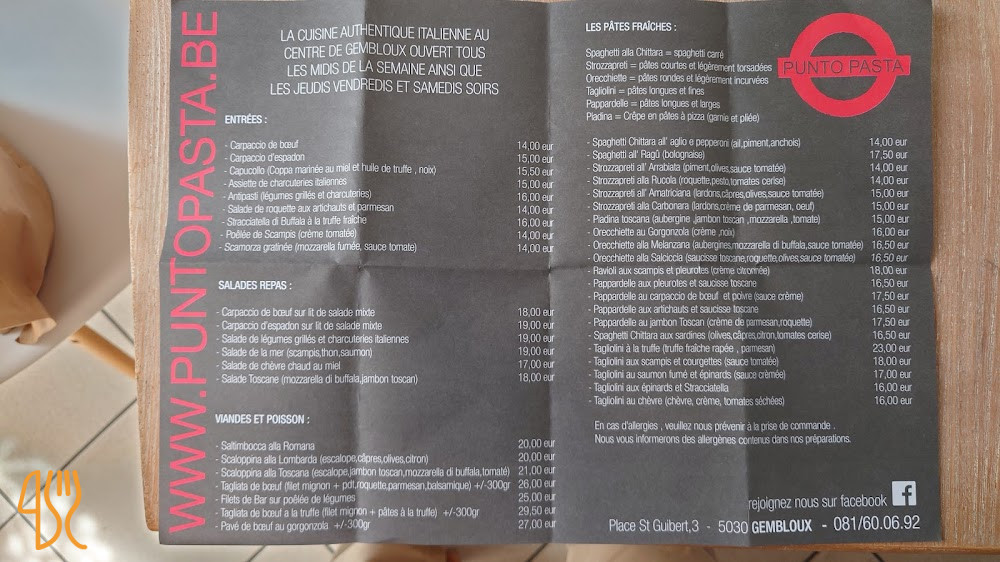 WWW.PUNTOPASTA.BE
LA CUISINE AUTHENTIQUE ITALIENNE AU
CENTRE DE GEMBLOUX OUVERT TOUS
LES MIDIS DE LA SEMAINE AINSI QUE
LES JEUDIS VENDREDIS ET SAMEDIS SOIRS
ENTRÉES :
- Carpaccio de bœuf 14,00 eur
- Carpaccio d'espadon 15,00 eur
- Capucollo (Coppa marinée au miel et huile de truffe , noix) 15,50 eur
- Assiette de charcuteries italiennes 15,00 eur
- Antipasti (légumes grillés et charcuteries) 16,00 eur
- Salade de roquette aux artichauts et parmesan 14,00 eur
- Stracciatella di Bufala à la truffe fraîche 16,00 eur
- Poêlée de Scampis (crème tomatée) 14,00 eur
- Scamorza gratinée (mozzarella fumée, sauce tomate) 14,00 eur
SALADES REPAS :
- Carpaccio de bœuf sur lit de salade mixte 18,00 eur
- Carpaccio d'espadon sur lit de salade mixte 19,00 eur
- Salade de légumes grillés et charcuteries italiennes 19,00 eur
- Salade de la mer (scampis,thon,saumon) 19,00 eur
- Salade de chèvre chaud au miel 17,00 eur
- Salade Toscane (mozzarella di buffala,jambon toscan) 18,00 eur
VIANDES ET POISSON :
- Saltimbocca alla Romana 20,00 eur
- Scaloppina alla Lombarda (escalope,câpres,olives,citron) 20,00 eur
- Scaloppina alla Toscana (escalope,jambon toscan,mozzarella di buffala,tomate) 21,00 eur
- Tagliata de bœuf (filet mignon + pdt,roquette,parmesan,balsamique) +/-300gr 26,00 eur
- Filets de Bar sur poêlée de légumes 25,00 eur
- Tagliata de bœuf a la truffe (filet mignon + pâtes à la truffe) +/-300gr 29,50 eur
- Pavé de bœuf au gorgonzola +/-300gr 27,00 eur
LES PÂTES FRAÎCHES :
Spaghetti alla Chittara = spaghetti carré
Strozzapreti = pâtes courtes et légèrement torsadées
Orecchiette = pâtes rondes et légèrement incurvées
Tagliolini = pâtes longues et fines
Pappardelle = pâtes longues et larges
Piadina = Crêpe en pâtes à pizza (garnie et pliée)
PUNTO PASTA
- Spaghetti Chittara all' aglio e pepperoni (ail,piment,anchois) 14,00 eur
- Spaghetti all' Ragû (bolognaise) 17,50 eur
- Strozzapreti all' Arrabiata (piment,olives,sauce tomatée) 14,00 eur
- Strozzapreti alla Rucola (roquette,pesto,tomates cerise) 14,00 eur
- Strozzapreti all' Amatriciana (lardons,câpres,olives,sauce tomatée) 15,00 eur
- Strozzapreti alla Carbonara (lardons,crème de parmesan, oeuf) 15,00 eur
- Piadina toscana (aubergine ,jambon toscan ,mozzarella ,tomate) 15,00 eur
- Orecchiette au Gorgonzola (crème ,noix) 16,00 eur
- Orecchiette alla Melanzana (aubergines,mozzarella di buffala,sauce tomatée) 16,50 eur
- Orecchiette alla Salciccia (saucisse toscane,roquette,olives,sauce tomatée) 16,50 eur
- Ravioli aux scampis et pleurotes (crème citronnée) 18,00 eur
- Pappardelle aux pleurotes et saucisse toscane 16,50 eur
- Pappardelle au carpaccio de bœuf et poivre (sauce crème) 17,50 eur
- Pappardelle aux artichauts et saucisse toscane 16,50 eur
- Pappardelle au jambon Toscan (crème de parmesan,roquette) 17,50 eur
- Spaghetti Chittara aux sardines (olives,câpres,citron,tomates cerise) 16,50 eur
- Tagliolini à la truffe (truffe fraîche rapée , parmesan) 23,00 eur
- Tagliolini aux scampis et courgettes (sauce tomatée) 18,00 eur
- Tagliolini au saumon fumé et épinards (sauce crèmée) 17,00 eur
- Tagliolini aux épinards et Stracciatella 16,00 eur
- Tagliolini au chèvre (chèvre, crème, tomates séchées) 16,00 eur
En cas d'allergies , veuillez nous prévenir à la prise de commande .
Nous vous informerons des allergènes contenus dans nos préparations.
rejoignez nous sur facebook f
Place St Guibert,3 - 5030 GEMBLOUX - 081/60.06.92